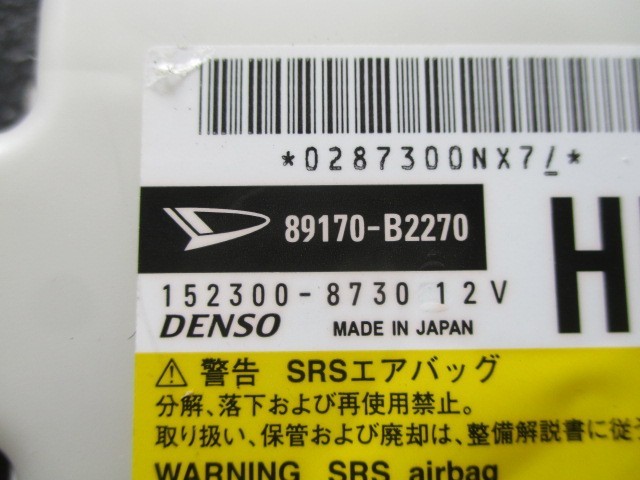 *0287300NX7/*
89170-B2270
H
152300-8730 12V
DENSO MADE IN JAPAN
⚠ 警告 SRSエアバッグ
分解、落下および再使用禁止。
取り扱い、保管および廃却は、整備解説書に従う
WARNING SRS airbag